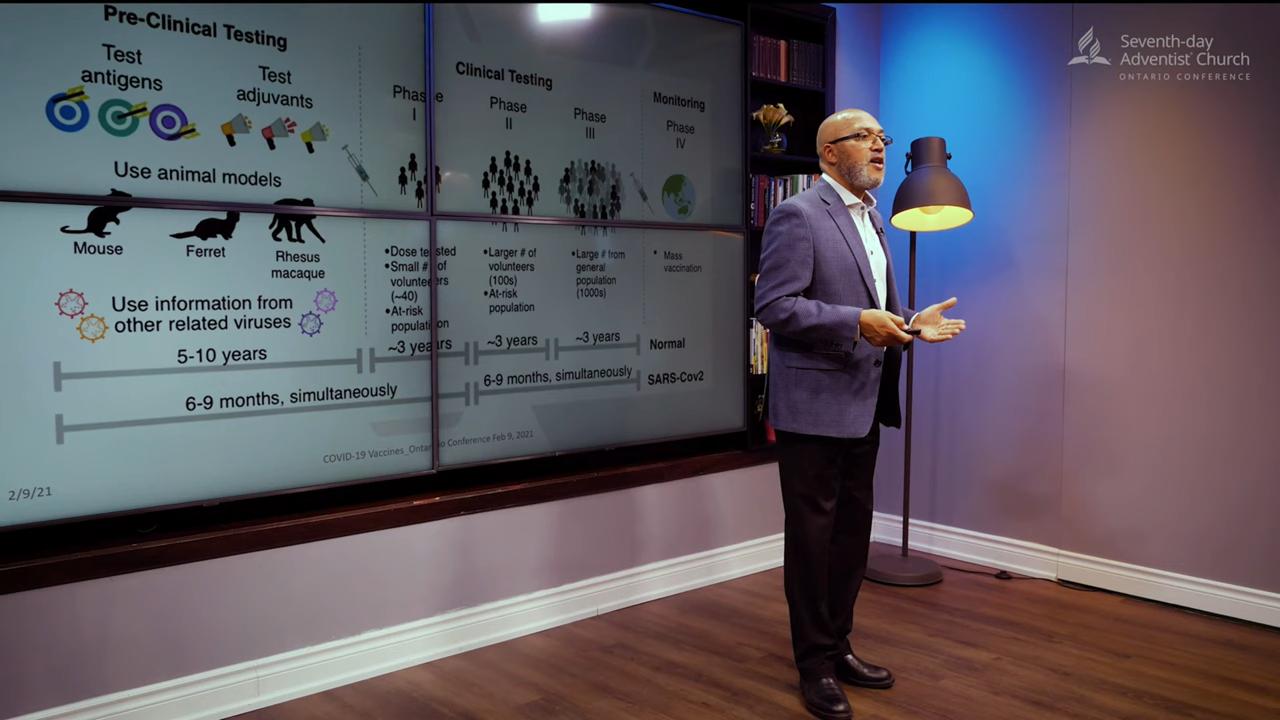 Pre-Clinical Testing
Test
antigens
Test
adjuvants
Use animal models
Mouse
Ferret
Rhesus
macaque
Use information from
other related viruses
Clinical Testing
Phase
I
Phase
II
Phase
III
Monitoring
Phase
IV
•Dose tested
•Small # of
volunteers
(~40)
•At-risk
population
•Larger # of
volunteers
(100s)
•At-risk
population
•Large # from
general
population
(1000s)
• Mass
vaccination
5-10 years
~3 years
~3 years
~3 years
Normal
6-9 months, simultaneously
6-9 months, simultaneously
SARS-Cov2
COVID-19 Vaccines_Ontario Conference Feb 9, 2021
2/9/21
Seventh-day
Adventist Church
ONTARIO CONFERENCE